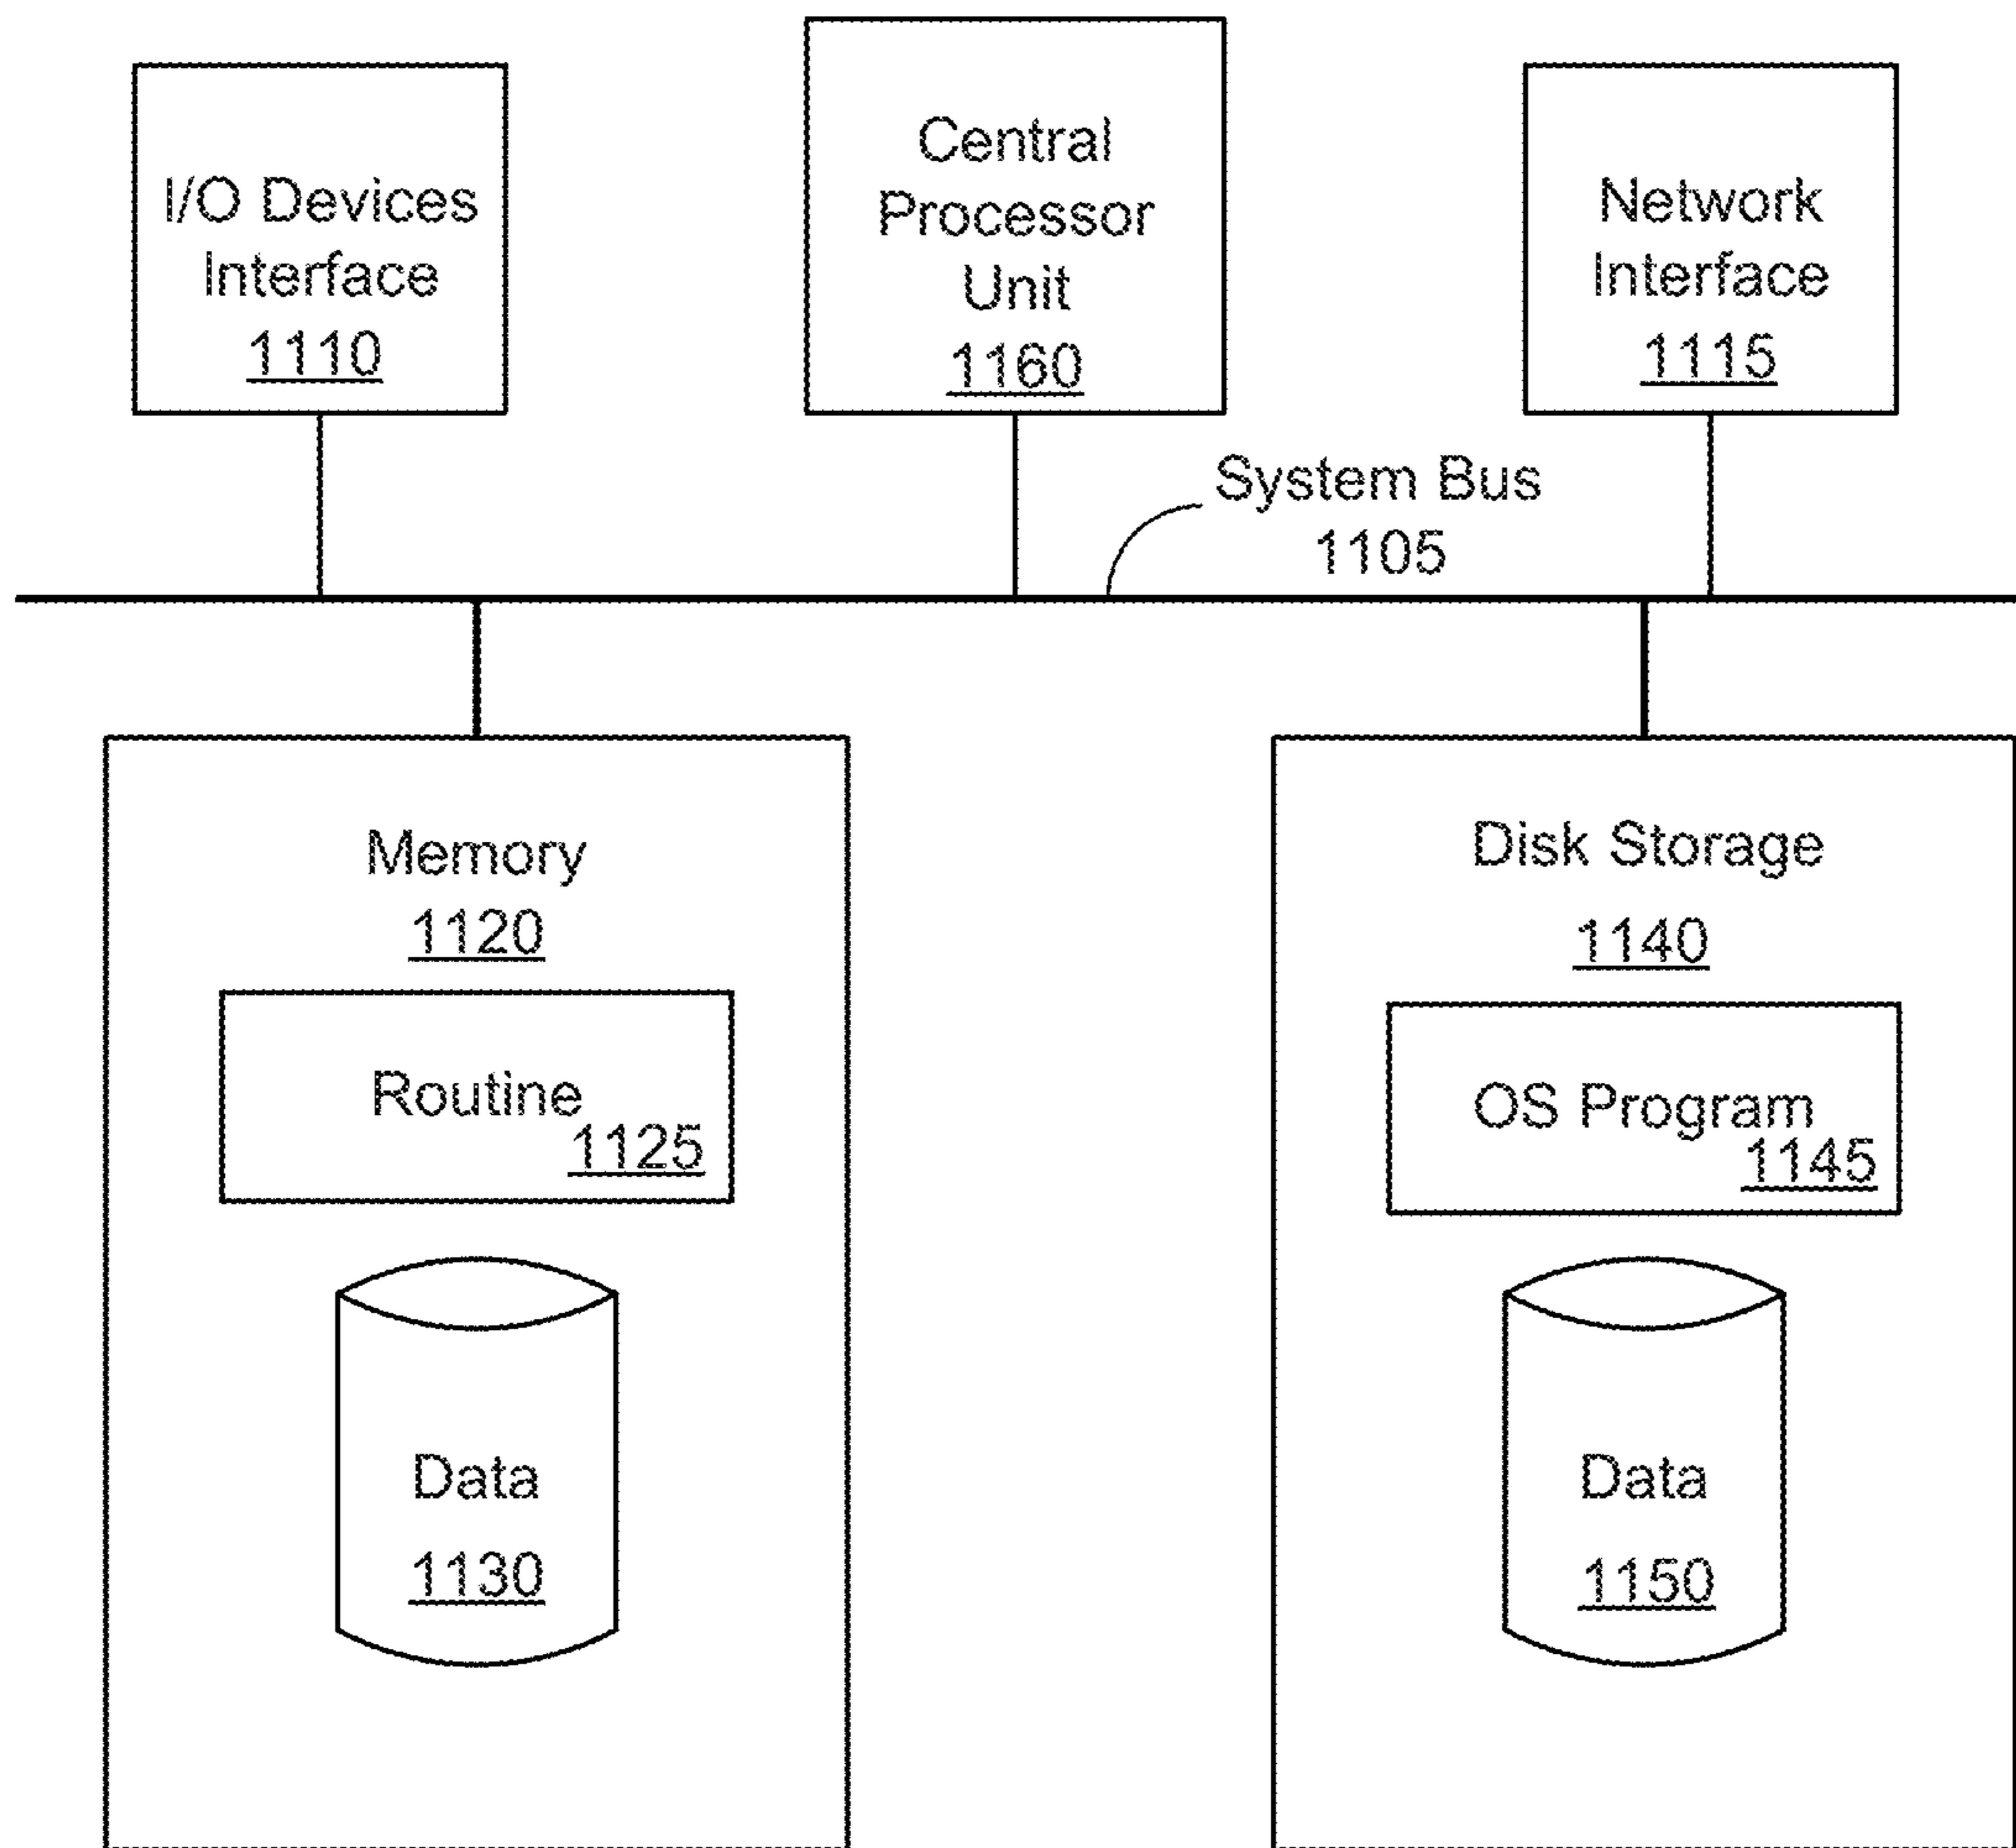 I/O Devices
Interface
1110
Central
Processor
Unit
1160
Network
Interface
1115
System Bus
1105
Memory
1120
Routine
1125
Data
1130
Disk Storage
1140
OS Program
1145
Data
1150